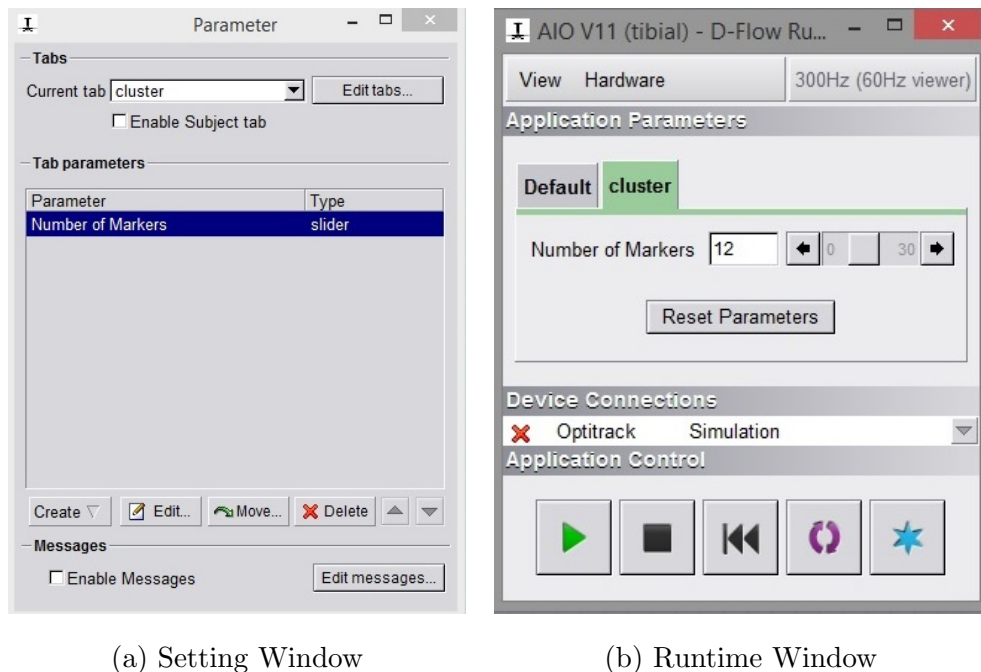 Parameter
Tabs
Current tab cluster Edit tabs...
Enable Subject tab
Tab parameters
Parameter Type
Number of Markers slider
Create Edit... Move... Delete
Messages
Enable Messages Edit messages...
(a) Setting Window
AIO V11 (tibial) - D-Flow Ru...
View Hardware 300Hz (60Hz viewer)
Application Parameters
Default cluster
Number of Markers 12 0 30
Reset Parameters
Device Connections
Optitrack Simulation
Application Control
(b) Runtime Window